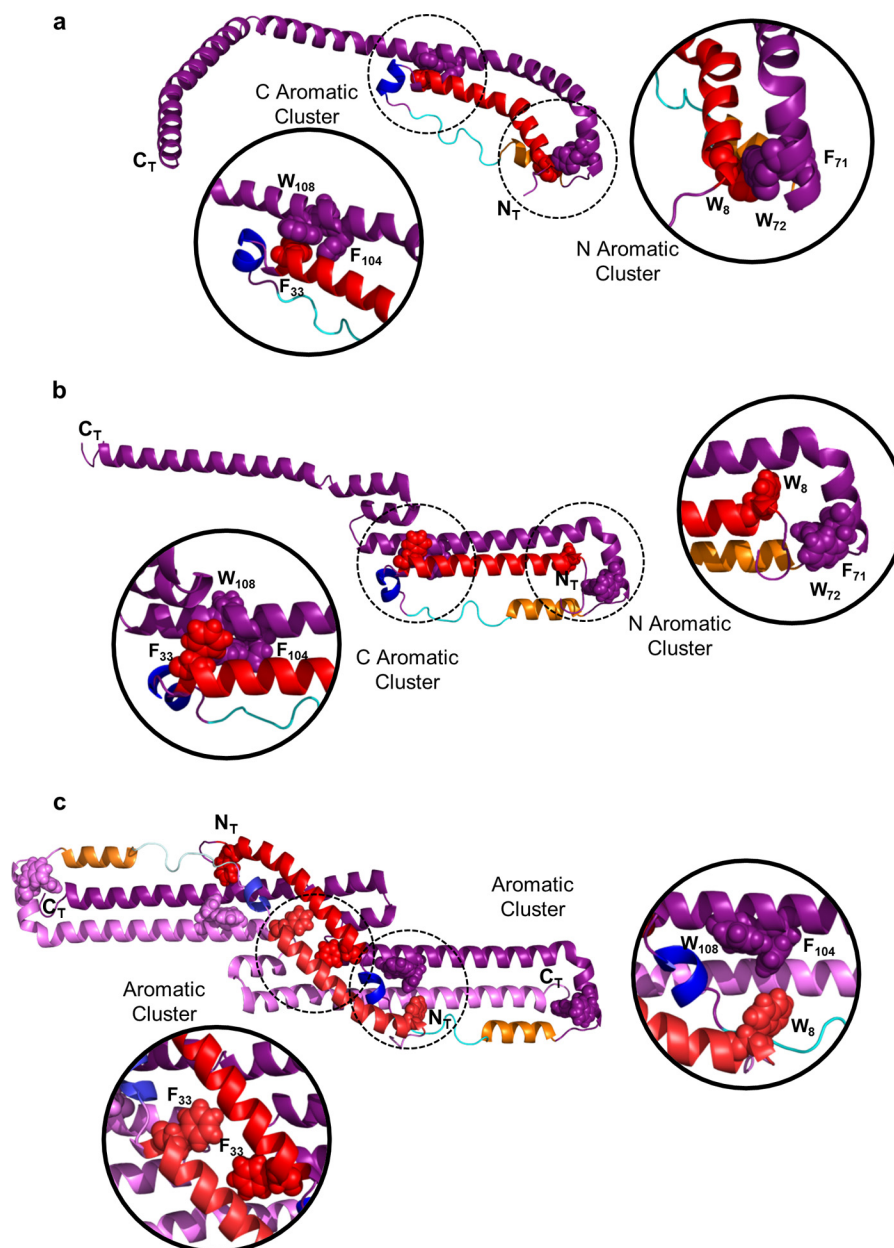 a
C Aromatic
Cluster
C_T
W_108
F_104
F_33
N_T
N Aromatic
Cluster
F_71
W_8
W_72
b
C_T
W_108
F_33
F_104
C Aromatic
Cluster
N_T
N Aromatic
Cluster
W_8
F_71
W_72
c
N_T
C_T
Aromatic
Cluster
Aromatic
Cluster
C_T
N_T
W_108
F_104
W_8
F_33
F_33